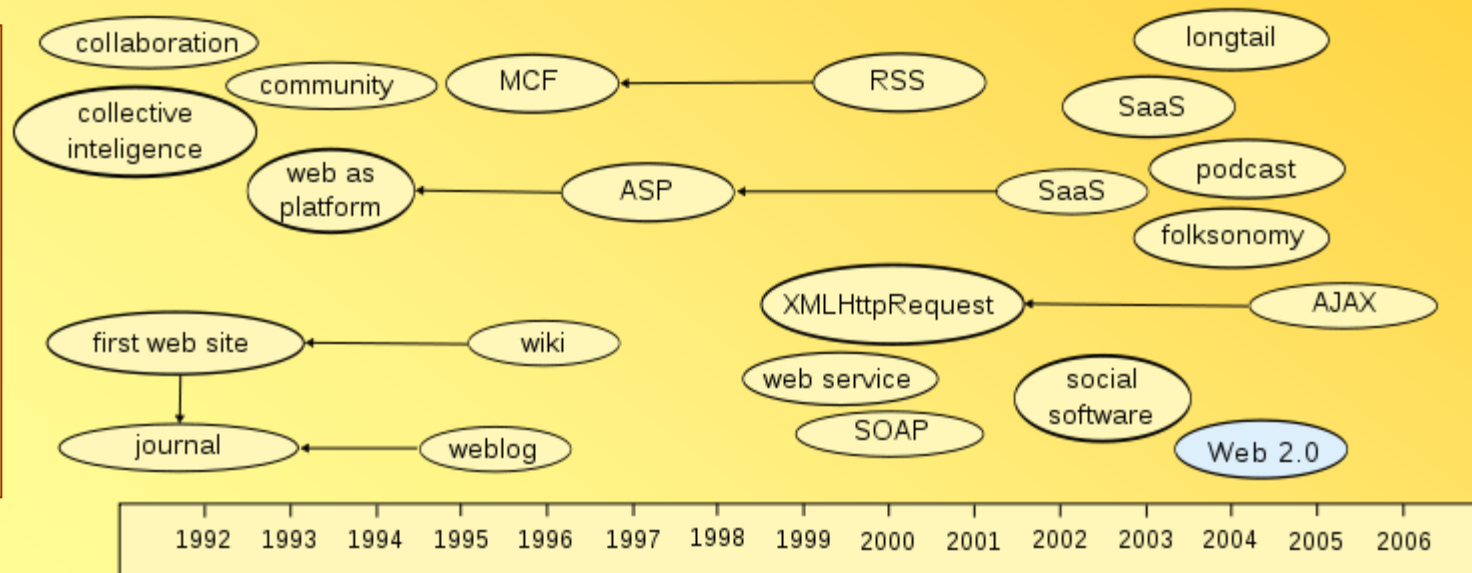 collaboration
community
MCF
RSS
longtail
collective
inteligence
SaaS
web as
platform
ASP
SaaS
podcast
folksonomy
XMLHttpRequest
AJAX
first web site
wiki
web service
social
software
SOAP
journal
weblog
Web 2.0
1992 1993 1994 1995 1996 1997 1998 1999 2000 2001 2002 2003 2004 2005 2006